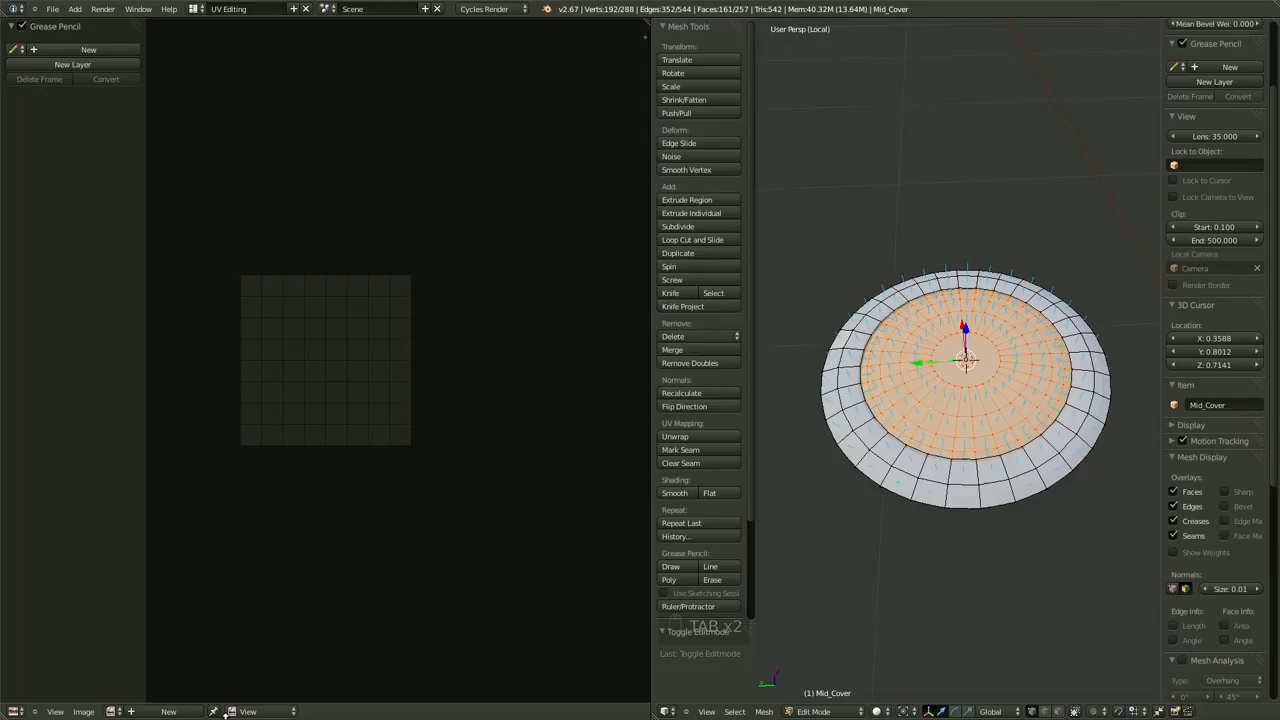 File Add Render Window Help UV Editing Scene Cycles Render v2.67 | Verts:192/288 | Edges:352/544 | Faces:161/257 | Tris:542 | Mem:40.32M (13.64M) | Mid_Cover
Grease Pencil
New
New Layer
Delete Frame Convert
View Image New View
Mesh Tools
Transform:
Translate
Rotate
Scale
Shrink/Fatten
Push/Pull
Deform:
Edge Slide
Noise
Smooth Vertex
Add:
Extrude Region
Extrude Individual
Subdivide
Loop Cut and Slide
Duplicate
Spin
Screw
Knife Select
Knife Project
Remove:
Delete
Merge
Remove Doubles
Normals:
Recalculate
Flip Direction
UV Mapping:
Unwrap
Mark Seam
Clear Seam
Shading:
Smooth Flat
Repeat:
Repeat Last
History...
Grease Pencil:
Draw Line
Poly Erase
Use Sketching Sessi
Ruler/Protractor
TAB x2
Toggle Editmode
Last: Toggle Editmode
User Persp (Local)
(1) Mid_Cover
View Select Mesh Edit Mode Global
Mean Bevel Wei: 0.000
Grease Pencil
New
New Layer
Delete Frame Convert
View
Lens: 35.000
Lock to Object:
Lock to Cursor
Lock Camera to View
Clip:
Start: 0.100
End: 500.000
Local Camera:
Camera
Render Border
3D Cursor
Location:
X: 0.3588
Y: 0.8012
Z: 0.7141
Item
Mid_Cover
Display
Motion Tracking
Mesh Display
Overlays:
Faces Sharp
Edges Bevel
Creases Edge Ma
Seams Face Ma
Show Weights
Normals:
Size: 0.01
Edge Info: Face Info:
Length Area
Angle Angle
Mesh Analysis
Type: Overhang
0° 45°